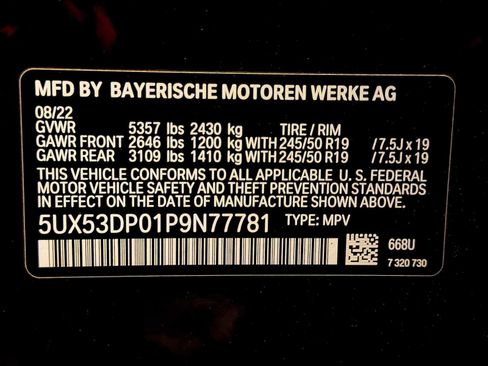 MFD BY BAYERISCHE MOTOREN WERKE AG
08/22
GVWR 5357 lbs 2430 kg TIRE / RIM
GAWR FRONT 2646 lbs 1200 kg WITH 245/50 R19 / 7.5J x 19
GAWR REAR 3109 lbs 1410 kg WITH 245/50 R19 / 7.5J x 19
THIS VEHICLE CONFORMS TO ALL APPLICABLE U. S. FEDERAL
MOTOR VEHICLE SAFETY AND THEFT PREVENTION STANDARDS
IN EFFECT ON THE DATE OF MANUFACTURE SHOWN ABOVE.
5UX53DP01P9N77781 TYPE: MPV
668U
7 320 730